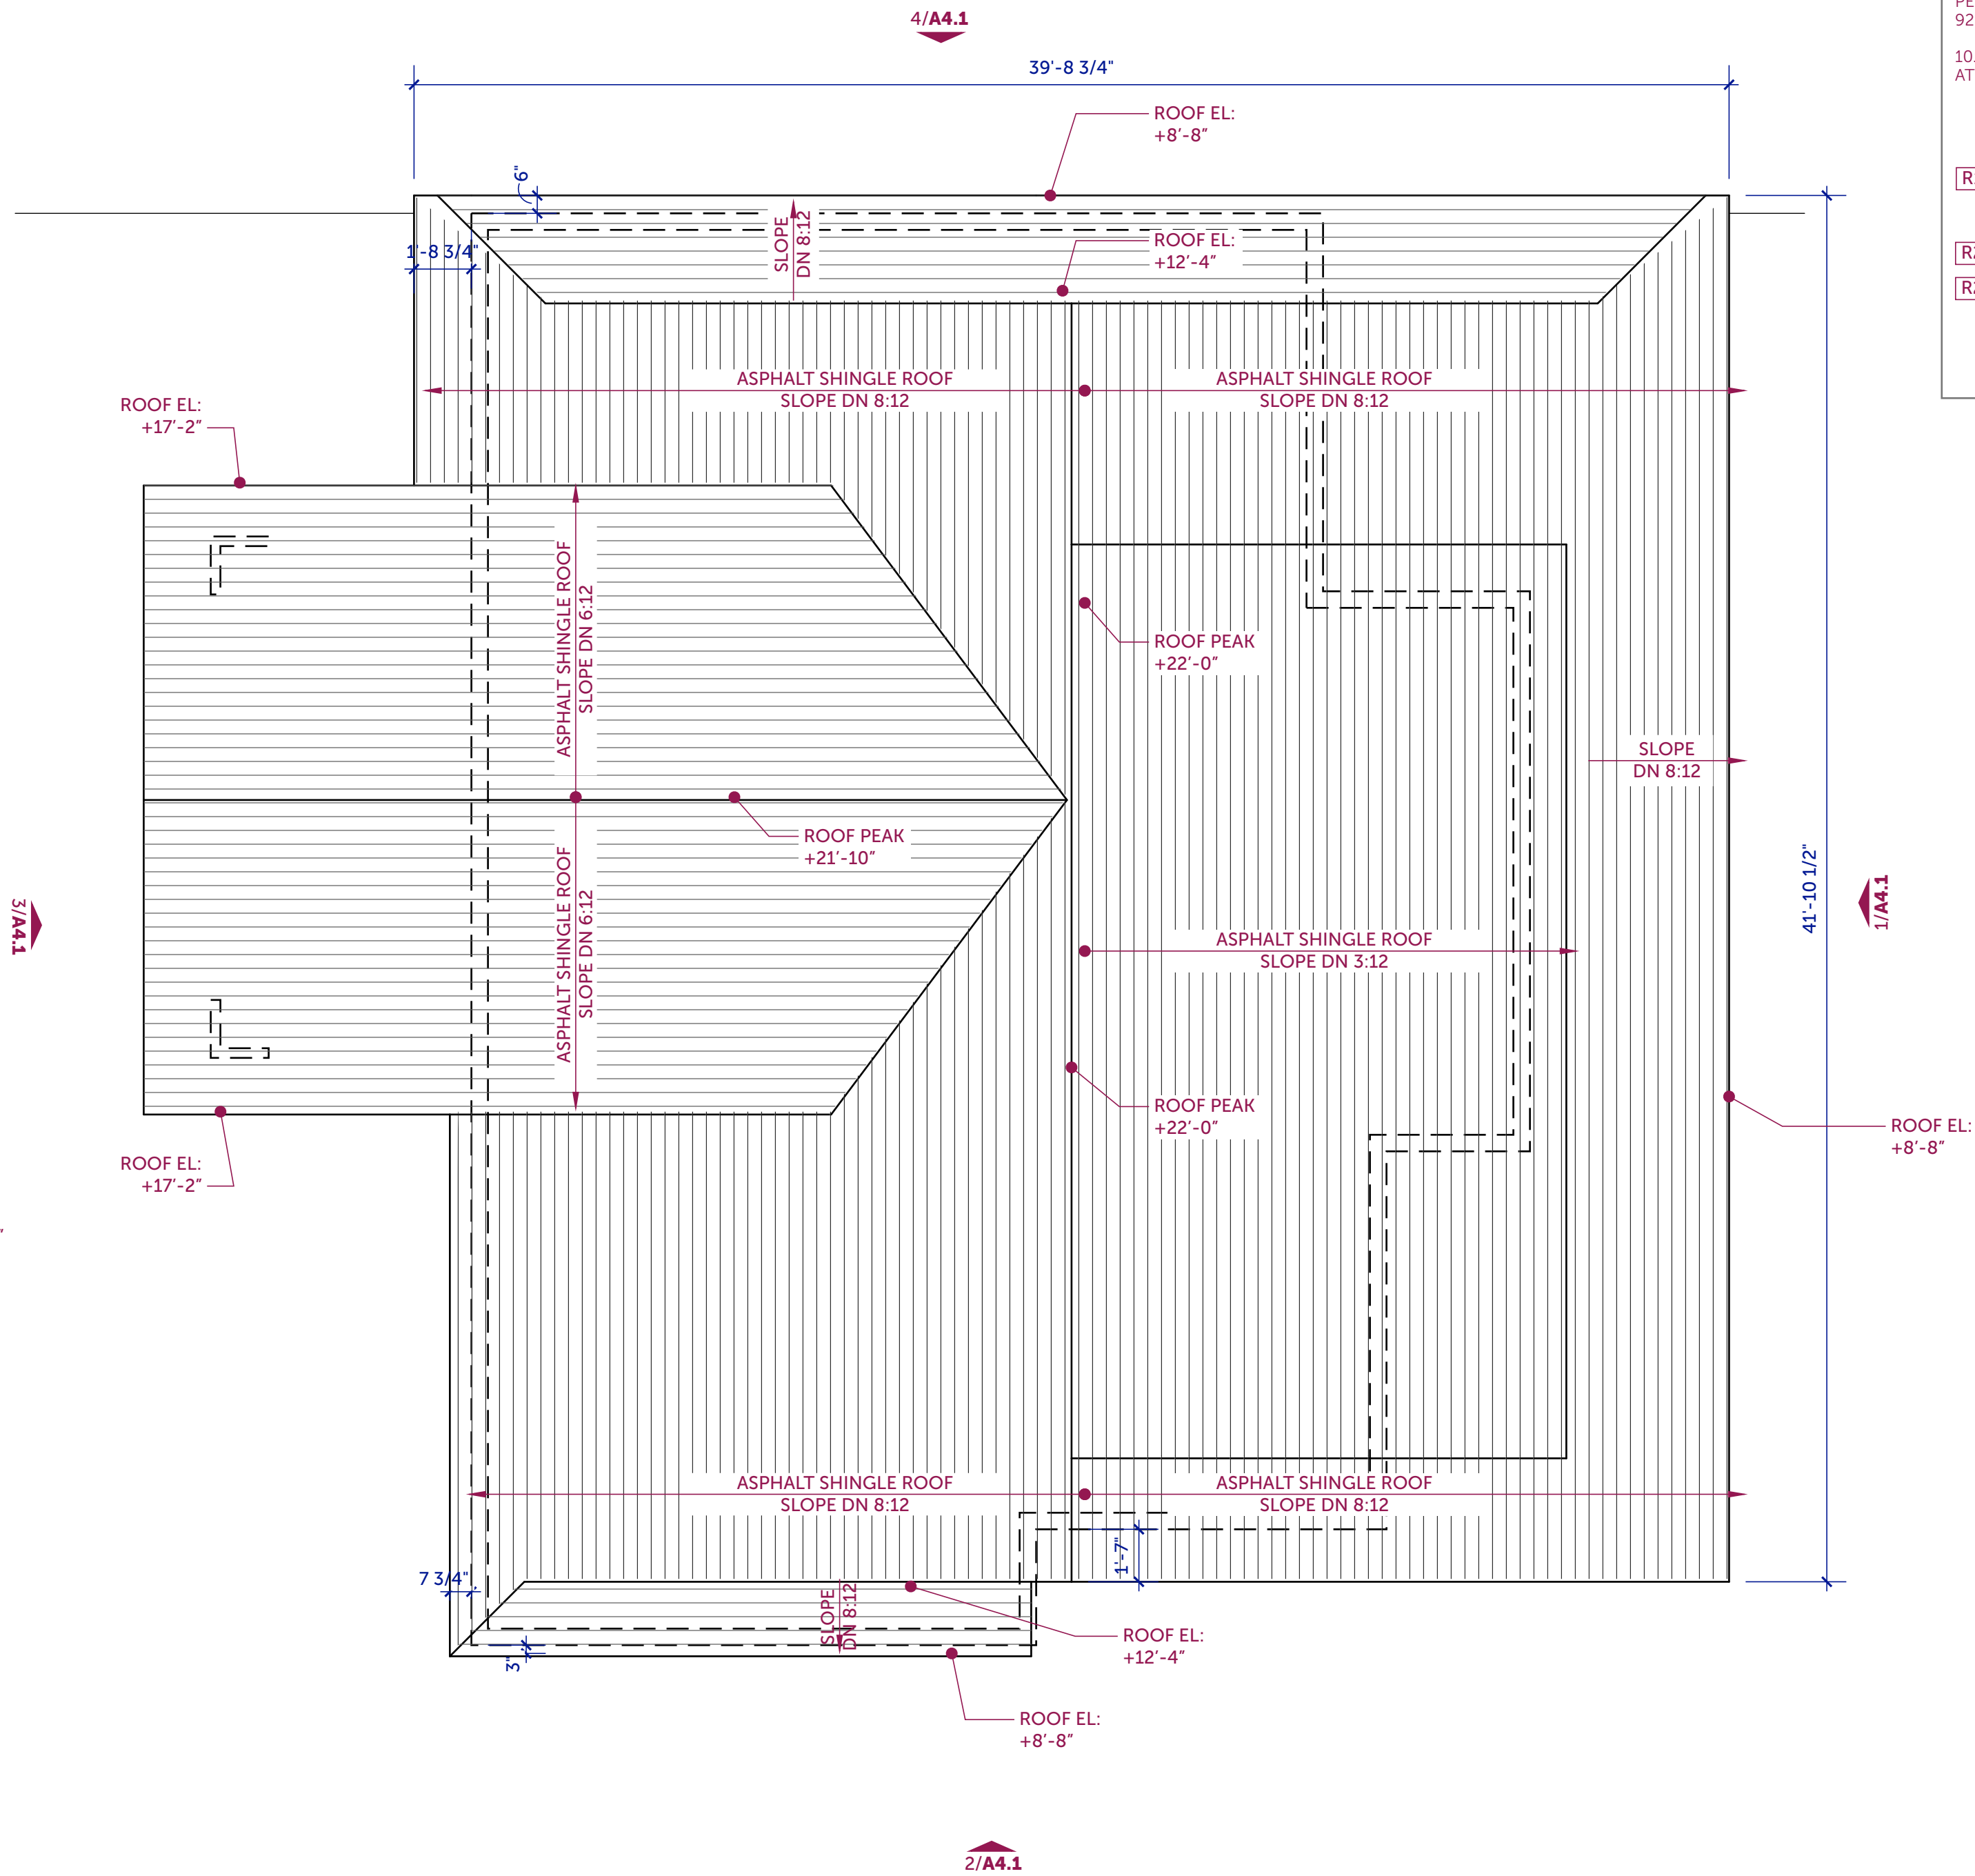 4/A4.1
PE
92
10.
AT
39'-8 3/4"
ROOF EL:
+8'-8"
6"
SLOPE
DN 8:12
R
1'-8 3/4"
ROOF EL:
+12'-4"
R
R
ASPHALT SHINGLE ROOF
SLOPE DN 8:12
ASPHALT SHINGLE ROOF
SLOPE DN 8:12
ROOF EL:
+17'-2"
ASPHALT SHINGLE ROOF
SLOPE DN 6:12
ROOF PEAK
+22'-0"
SLOPE
DN 8:12
ROOF PEAK
+21'-10"
41'-10 1/2"
3/A4.1
1/A4.1
ASPHALT SHINGLE ROOF
SLOPE DN 6:12
ASPHALT SHINGLE ROOF
SLOPE DN 3:12
ROOF PEAK
+22'-0"
ROOF EL:
+8'-8"
ROOF EL:
+17'-2"
ASPHALT SHINGLE ROOF
SLOPE DN 8:12
ASPHALT SHINGLE ROOF
SLOPE DN 8:12
1'-7"
7 3/4"
SLOPE
DN 8:12
3"
ROOF EL:
+12'-4"
ROOF EL:
+8'-8"
2/A4.1